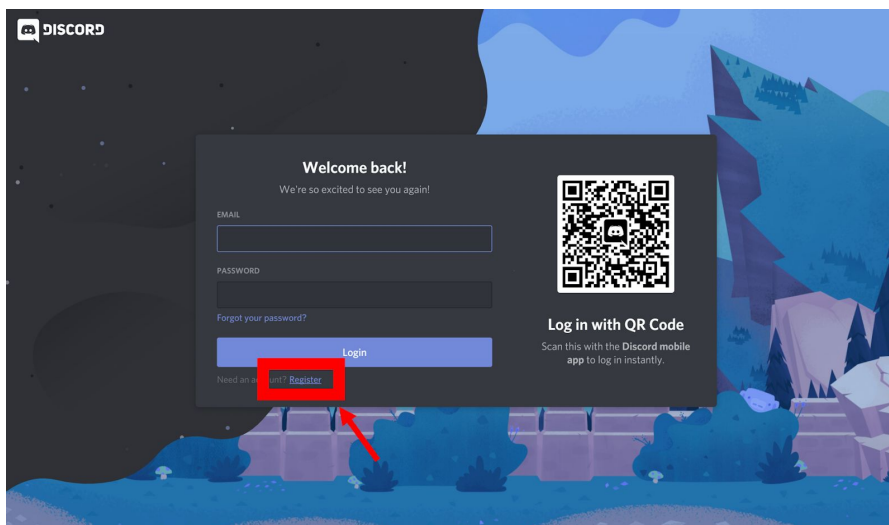 DISCORD
Welcome back!
We're so excited to see you again!
EMAIL
PASSWORD
Forgot your password?
Login
Need an account? Register
Log in with QR Code
Scan this with the Discord mobile
app to log in instantly.